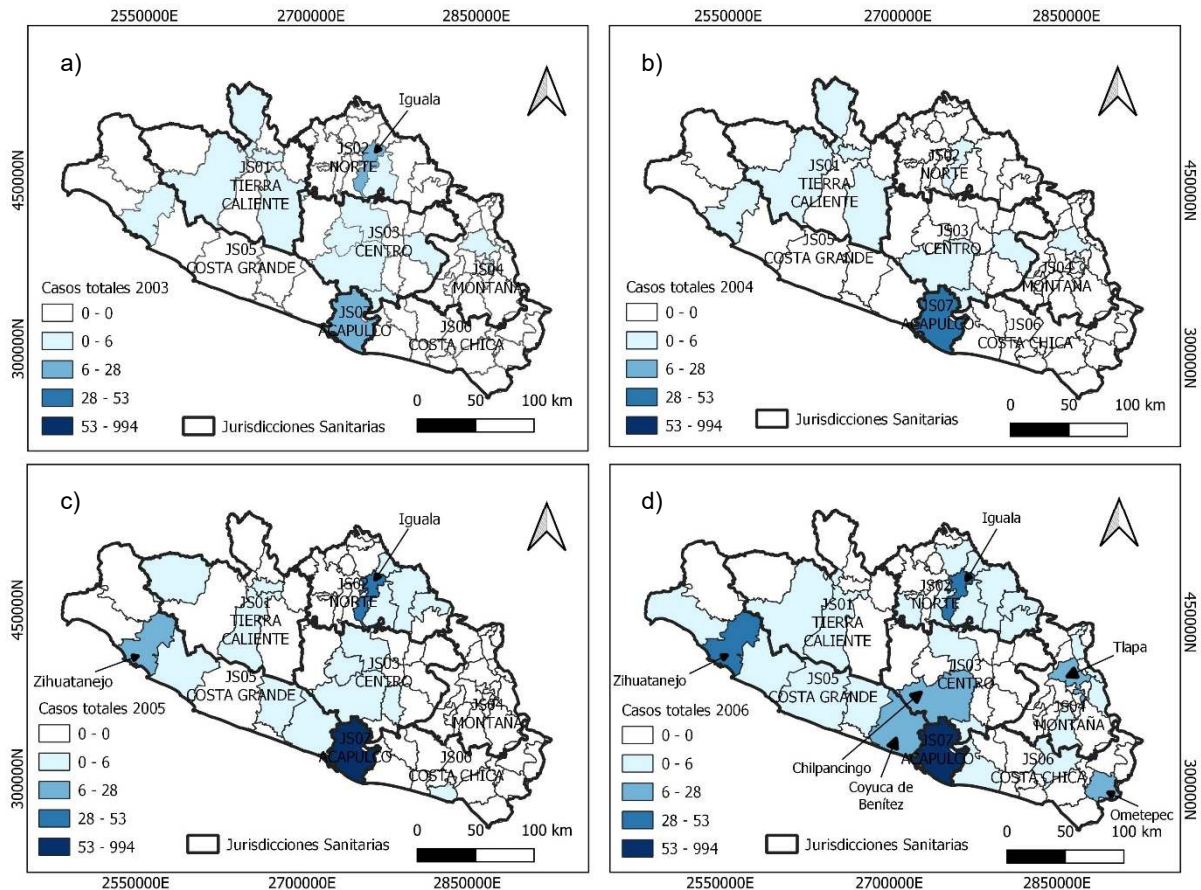 2550000E 2700000E 2850000E 2550000E 2700000E 2850000E
a)
Iguala
JS02
NORTE
JS01
TIERRA
CALIENTE
JS03
CENTRO
JS05
COSTA GRANDE
JS04
MONTAÑA
JS07
ACAPULCO
JS06
COSTA CHICA
450000N
300000N
Casos totales 2003
0 - 0
0 - 6
6 - 28
28 - 53
53 - 994
Jurisdicciones Sanitarias
0 50 100 km
b)
JS02
NORTE
JS01
TIERRA
CALIENTE
JS03
CENTRO
JS05
COSTA GRANDE
JS04
MONTAÑA
JS07
ACAPULCO
JS06
COSTA CHICA
450000N
300000N
Casos totales 2004
0 - 0
0 - 6
6 - 28
28 - 53
53 - 994
Jurisdicciones Sanitarias
0 50 100 km
c)
Iguala
JS02
NORTE
JS01
TIERRA
CALIENTE
Zihuatanejo
JS03
CENTRO
JS05
COSTA GRANDE
JS04
MONTAÑA
JS07
ACAPULCO
JS06
COSTA CHICA
450000N
300000N
Casos totales 2005
0 - 0
0 - 6
6 - 28
28 - 53
53 - 994
Jurisdicciones Sanitarias
0 50 100 km
d)
Iguala
JS02
NORTE
JS01
TIERRA
CALIENTE
Tlapa
Zihuatanejo
JS03
CENTRO
JS05
COSTA GRANDE
JS04
MONTAÑA
JS07
ACAPULCO
JS06
COSTA CHICA
Chilpancingo
Coyuca de
Benítez
Ometepec
450000N
300000N
Casos totales 2006
0 - 0
0 - 6
6 - 28
28 - 53
53 - 994
Jurisdicciones Sanitarias
0 50 100 km
2550000E 2700000E 2850000E 2550000E 2700000E 2850000E